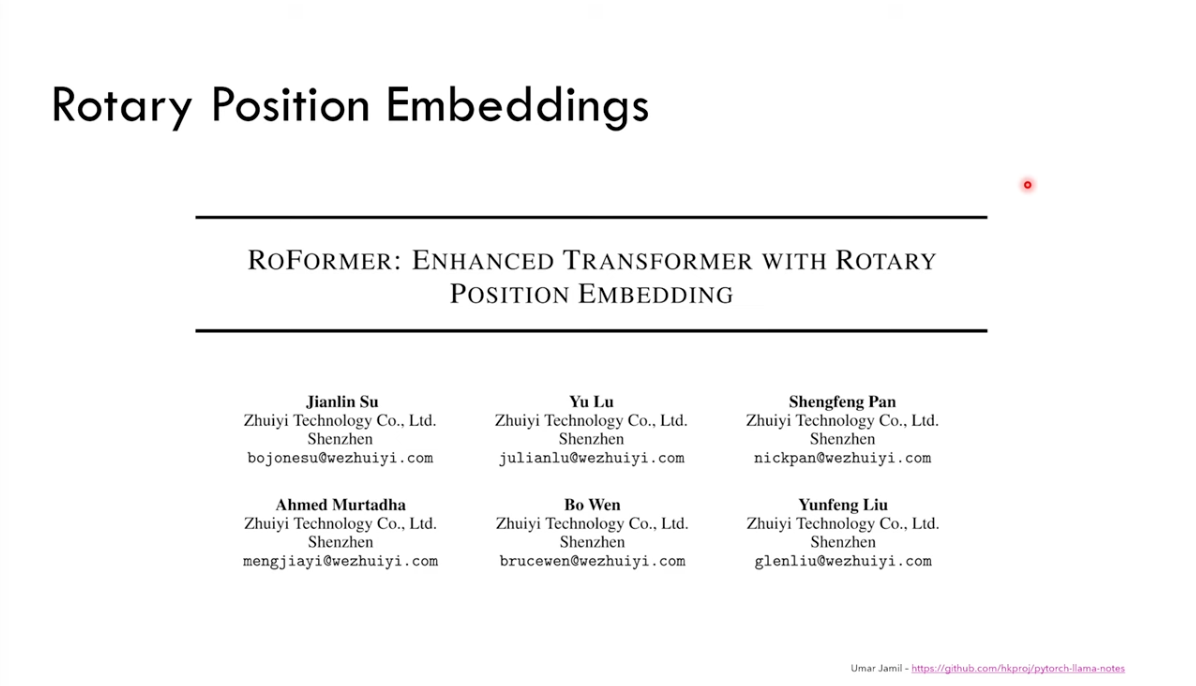 Rotary Position Embeddings
ROFORMER: ENHANCED TRANSFORMER WITH ROTARY
POSITION EMBEDDING
Jianlin Su
Zhuiyi Technology Co., Ltd.
Shenzhen
bojonesu@wezhuiyi.com
Yu Lu
Zhuiyi Technology Co., Ltd.
Shenzhen
julianlu@wezhuiyi.com
Shengfeng Pan
Zhuiyi Technology Co., Ltd.
Shenzhen
nickpan@wezhuiyi.com
Ahmed Murtadha
Zhuiyi Technology Co., Ltd.
Shenzhen
mengjiayi@wezhuiyi.com
Bo Wen
Zhuiyi Technology Co., Ltd.
Shenzhen
brucewen@wezhuiyi.com
Yunfeng Liu
Zhuiyi Technology Co., Ltd.
Shenzhen
glenliu@wezhuiyi.com
Umar Jamil - https://github.com/hkproj/pytorch-llama-notes